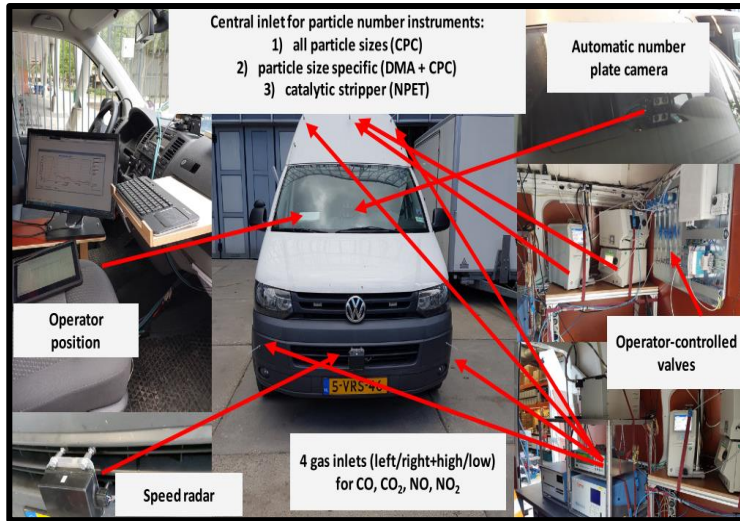 Central inlet for particle number instruments:
1) all particle sizes (CPC)
2) particle size specific (DMA + CPC)
3) catalytic stripper (NPET)
Automatic number
plate camera
Operator
position
Operator-controlled
valves
5-VRS-46
Speed radar
4 gas inlets (left/right+high/low)
for CO, CO₂, NO, NO₂